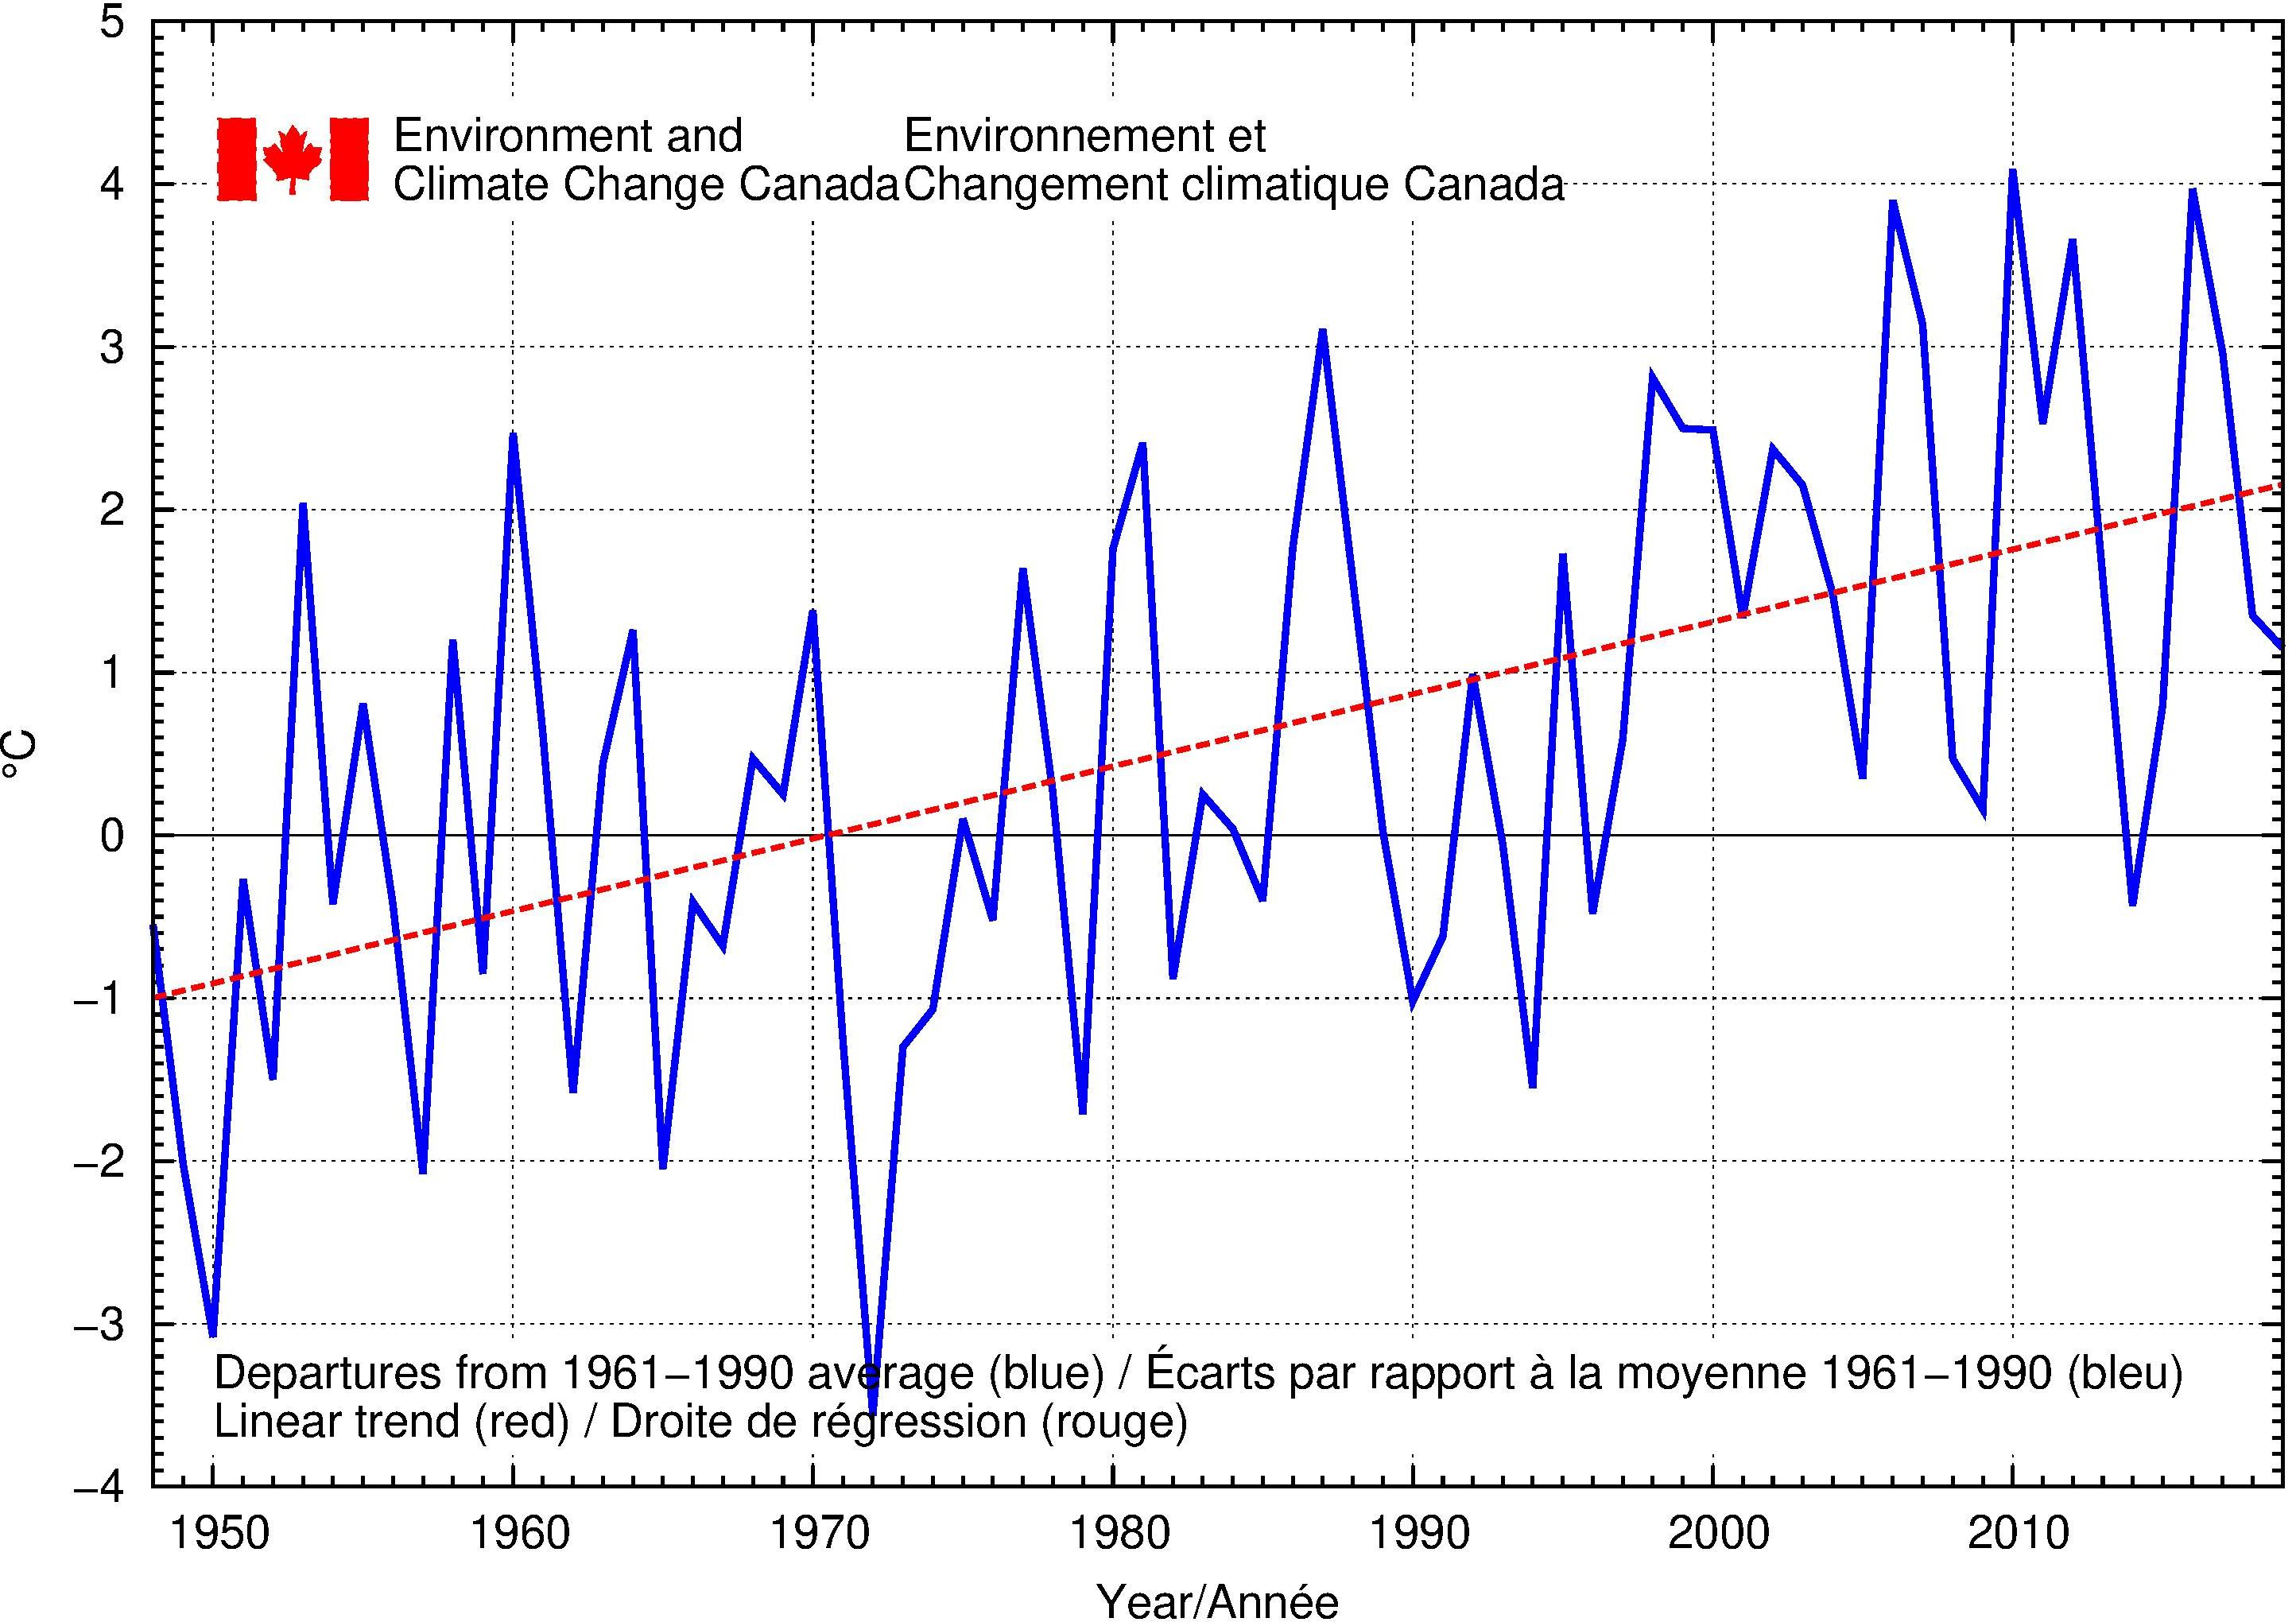 5
Environment and
Climate Change Canada
Environnement et
Changement climatique Canada
4
3
2
1
°C
0
−1
−2
−3
Departures from 1961−1990 average (blue) / Écarts par rapport à la moyenne 1961−1990 (bleu)
Linear trend (red) / Droite de régression (rouge)
−4
1950 1960 1970 1980 1990 2000 2010
Year/Année